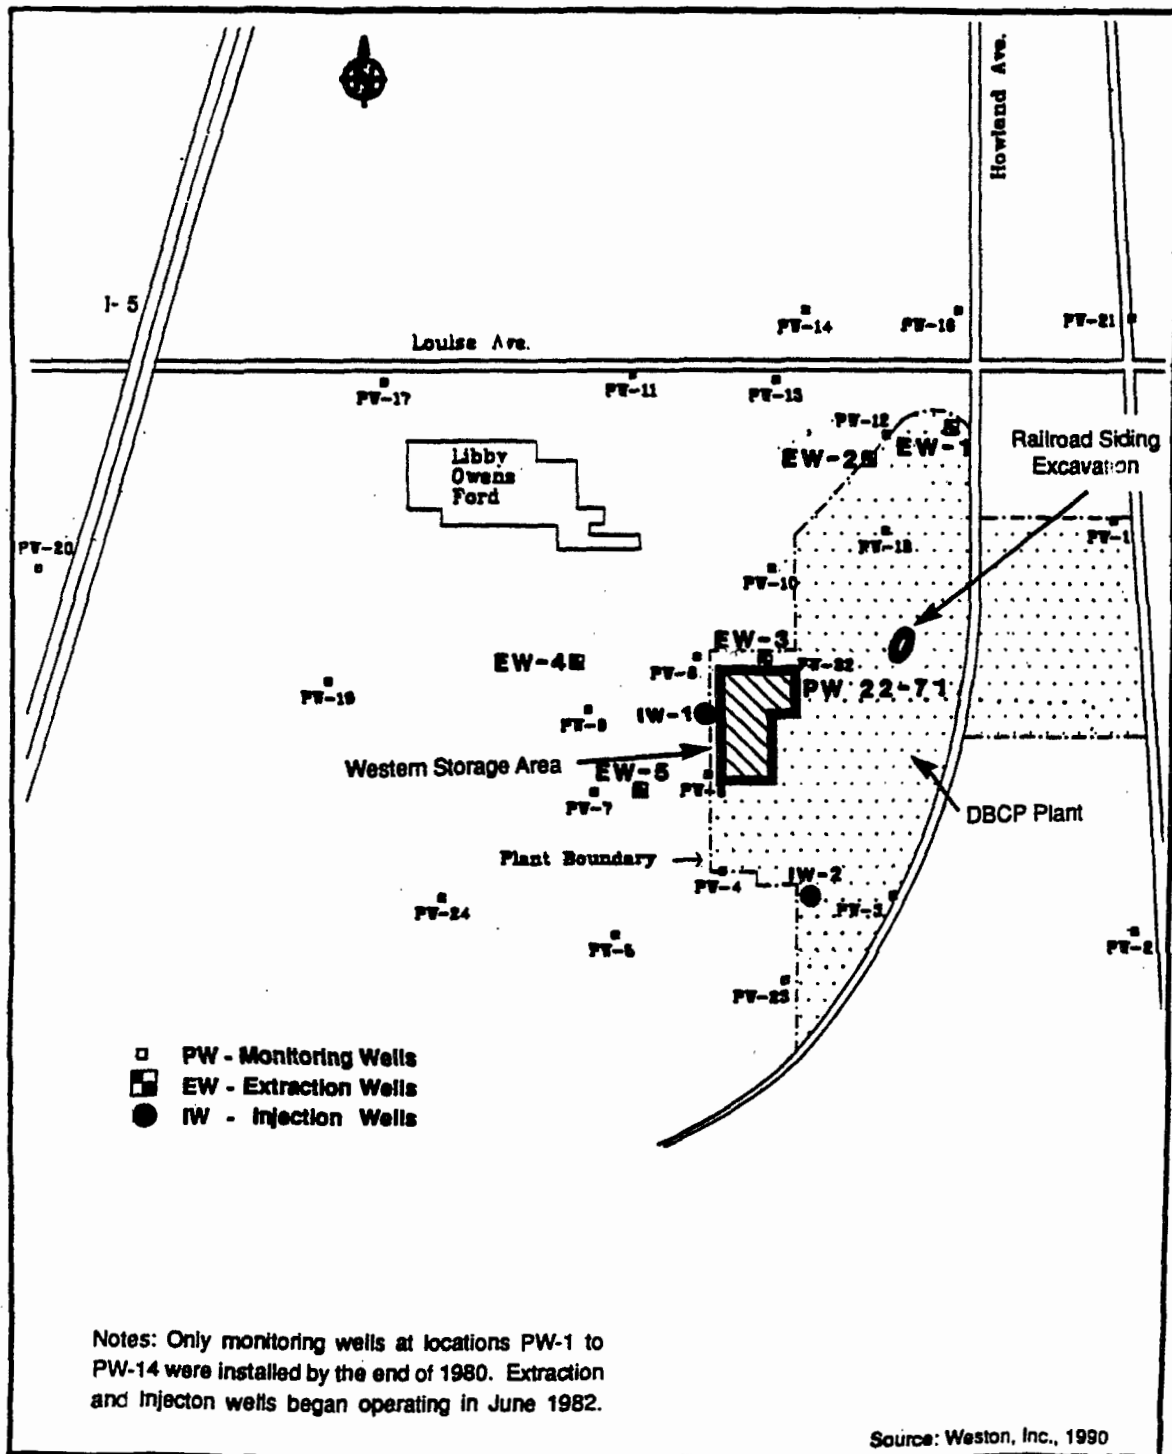 Howland Ave.
I- 5
PW-14
PW-16
PW-21
Louise Ave.
PW-17
PW-11
PW-13
PW-12
EW-1
EW-2
Railroad Siding
Excavation
Libby
Owens
Ford
PW-1
PW-20
PW-18
PW-10
EW-3
EW-4
PW-8
PW-32
PW 22-71
PW-19
PW-9
IW-1
Western Storage Area
EW-5
PW-7
DBCP Plant
Plant Boundary
PW-4
IW-2
PW-24
PW-3
PW-2
PW-23
PW - Monitoring Wells
EW - Extraction Wells
IW - Injection Wells
Notes: Only monitoring wells at locations PW-1 to
PW-14 were installed by the end of 1980. Extraction
and Injecton wells began operating in June 1982.
Source: Weston, Inc., 1990